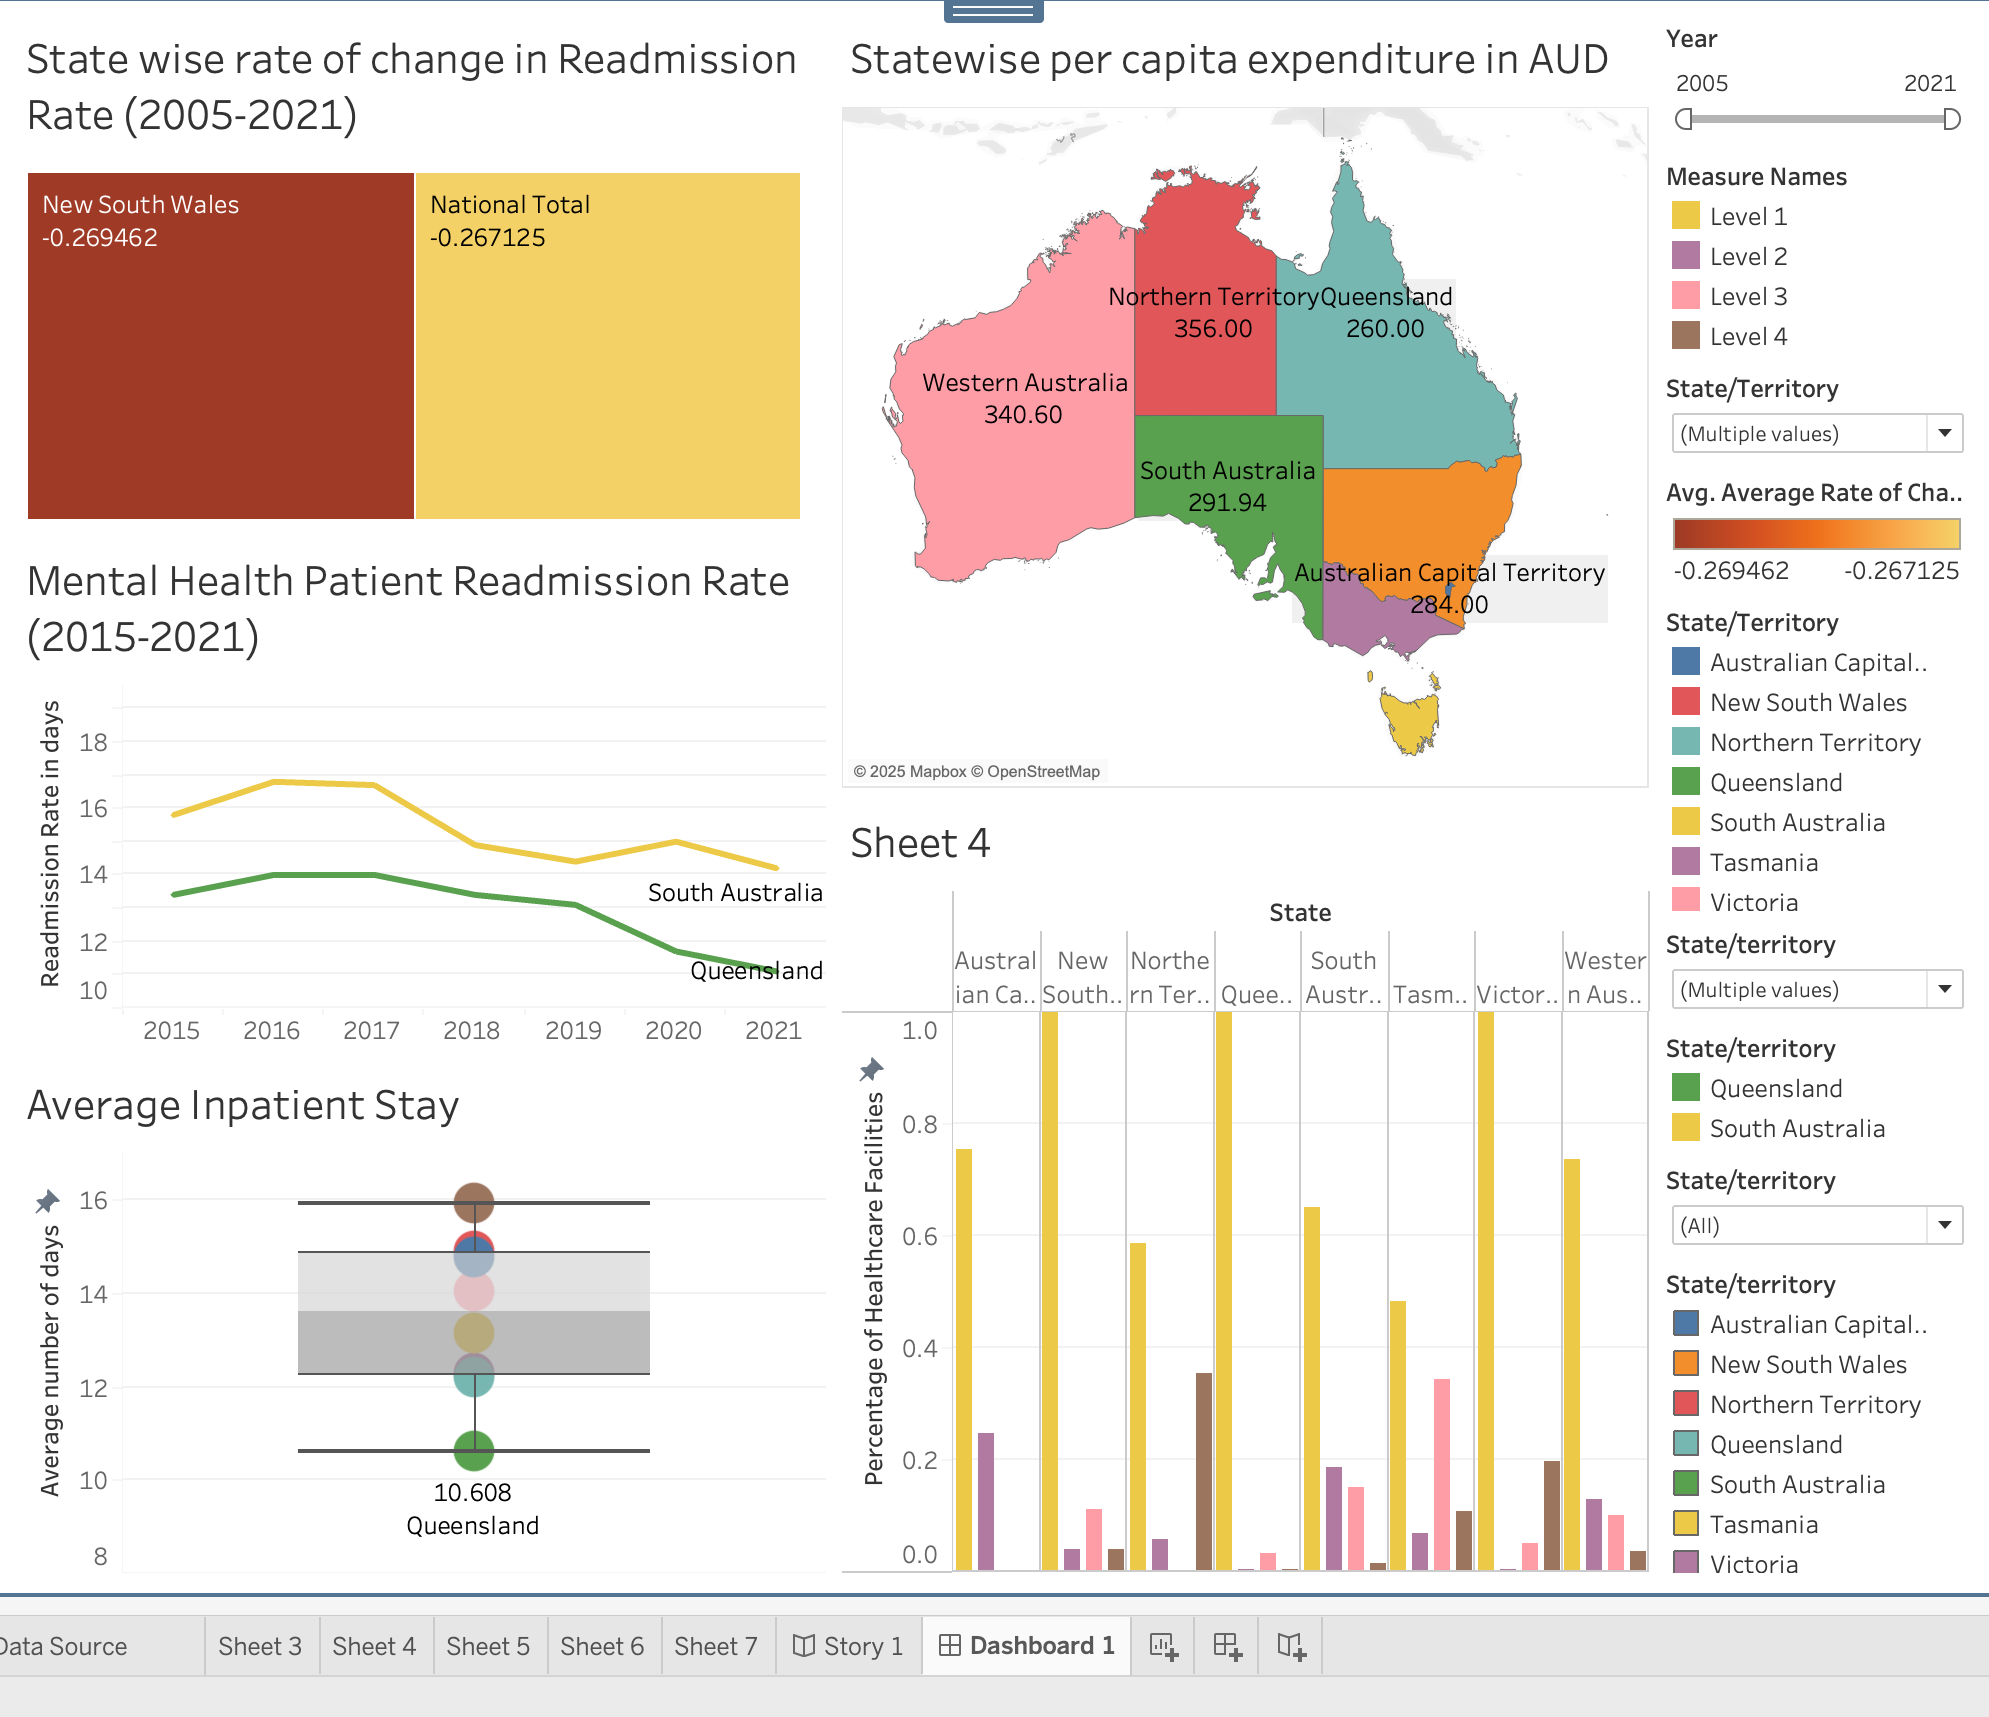 State wise rate of change in Readmission
Rate (2005-2021)
New South Wales
-0.269462
National Total
-0.267125
Mental Health Patient Readmission Rate
(2015-2021)
Readmission Rate in days
18
16
14
12
10
South Australia
Queensland
2015
2016
2017
2018
2019
2020
2021
Average Inpatient Stay
Average number of days
16
14
12
10
8
10.608
Queensland
Statewise per capita expenditure in AUD
Northern Territory
356.00
Queensland
260.00
Western Australia
340.60
South Australia
291.94
Australian Capital Territory
284.00
© 2025 Mapbox © OpenStreetMap
Sheet 4
State
Austral
ian Ca..
New
South..
Northe
rn Ter..
Quee..
South
Austr..
Tasm..
Victor..
Wester
n Aus..
Percentage of Healthcare Facilities
1.0
0.8
0.6
0.4
0.2
0.0
Year
2005
2021
Measure Names
Level 1
Level 2
Level 3
Level 4
State/Territory
(Multiple values)
Avg. Average Rate of Cha..
-0.269462
-0.267125
State/Territory
Australian Capital..
New South Wales
Northern Territory
Queensland
South Australia
Tasmania
Victoria
State/territory
(Multiple values)
State/territory
Queensland
South Australia
State/territory
(All)
State/territory
Australian Capital..
New South Wales
Northern Territory
Queensland
South Australia
Tasmania
Victoria
Data Source
Sheet 3
Sheet 4
Sheet 5
Sheet 6
Sheet 7
Story 1
Dashboard 1